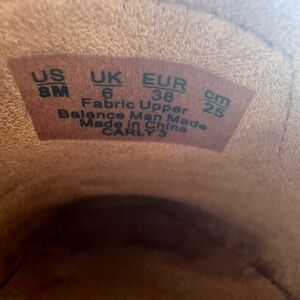 US UK EUR cm
8M 6 38 25
Fabric Upper
Balance Man Made
Made in China
CARLY 3